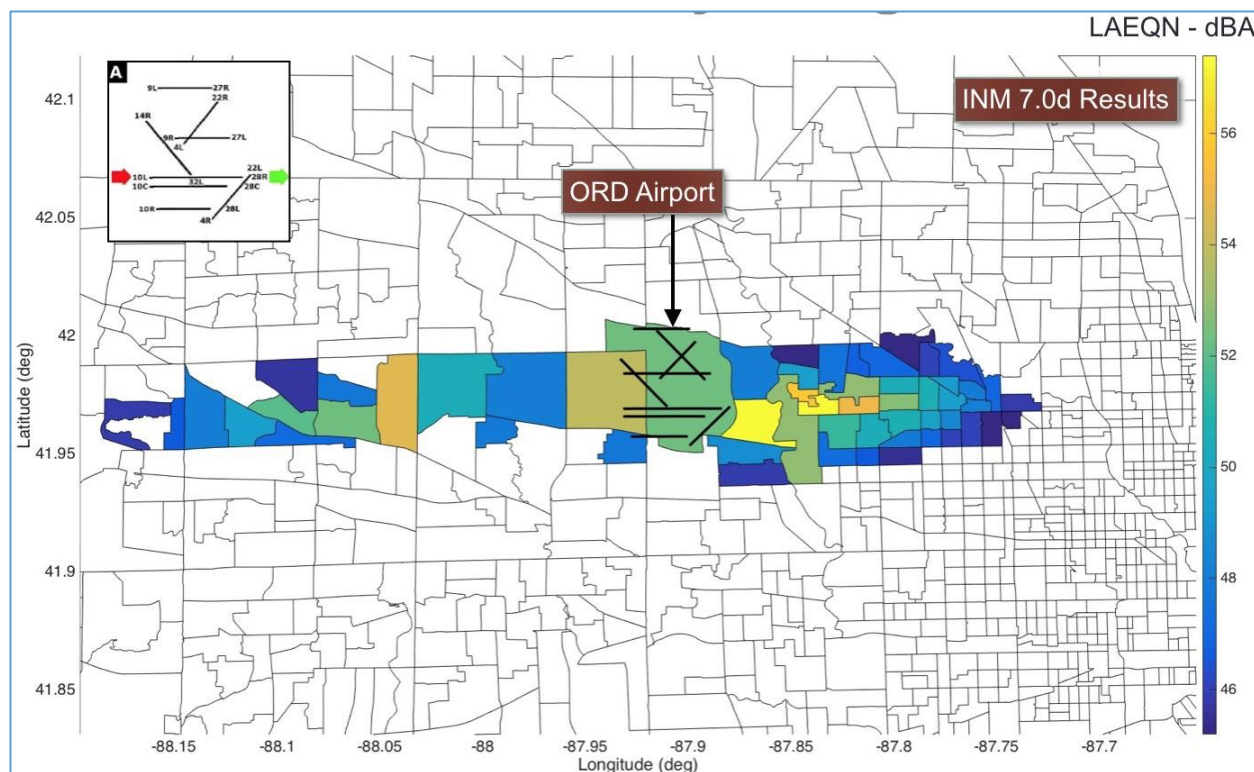 LAEQN - dBA
INM 7.0d Results
ORD Airport
A
9L
27R
22R
14R
9R
27L
4L
22L
10L
28R
32L
10C
28C
10R
28L
4R
42.1
42.05
42
41.95
41.9
41.85
Latitude (deg)
-88.15
-88.1
-88.05
-88
-87.95
-87.9
-87.85
-87.8
-87.75
-87.7
Longitude (deg)
56
54
52
50
48
46